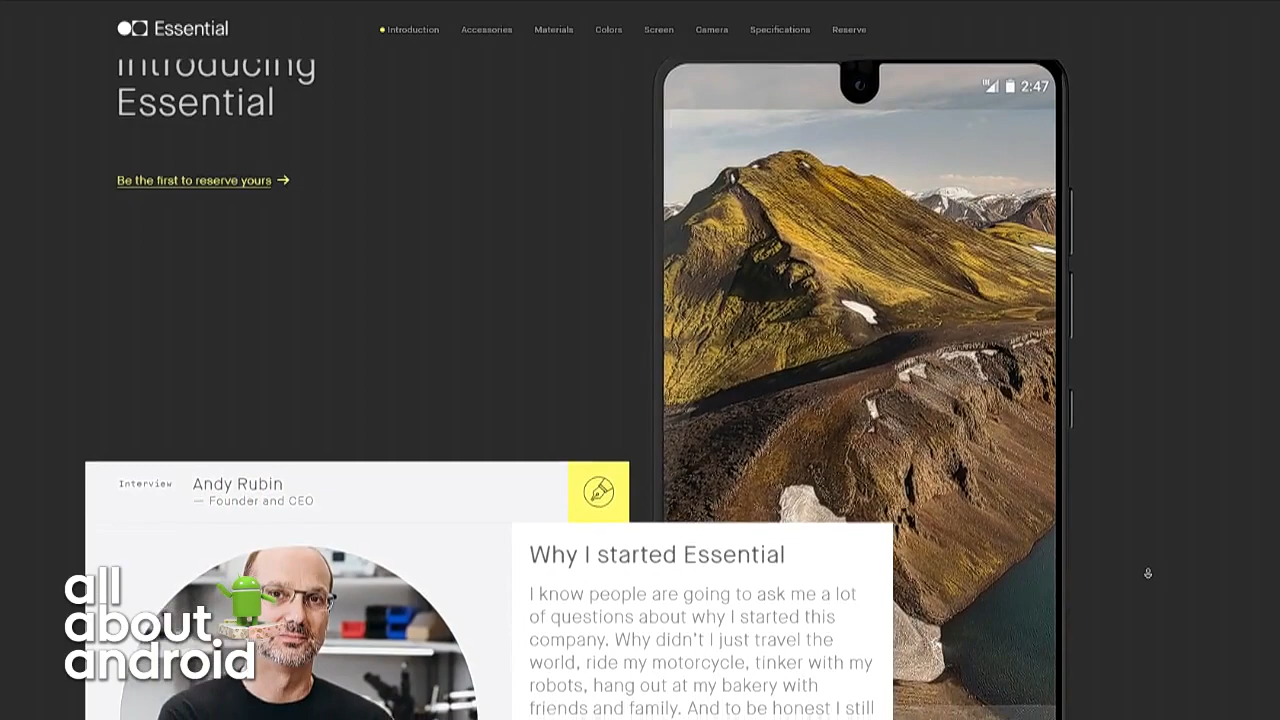 Essential
Introduction
Accessories
Materials
Colors
Screen
Camera
Specifications
Reserve
Introducing
Essential
Be the first to reserve yours
2:47
Interview
Andy Rubin
— Founder and CEO
Why I started Essential
I know people are going to ask me a lot
of questions about why I started this
company. Why didn't I just travel the
world, ride my motorcycle, tinker with my
robots, hang out at my bakery with
friends and family. And to be honest I still
all
about
android